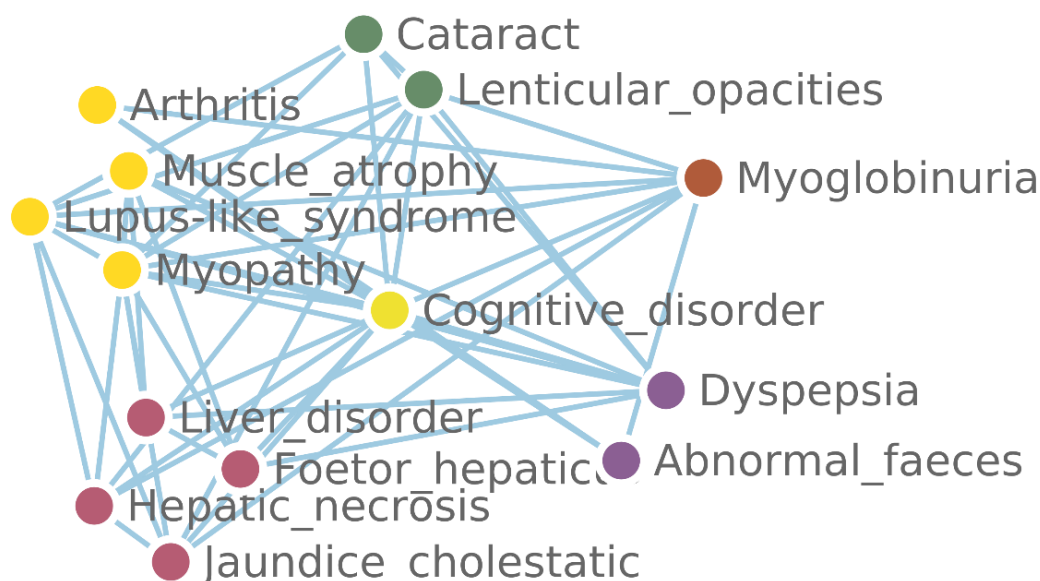 Cataract
Lenticular_opacities
Arthritis
Muscle_atrophy
Myoglobinuria
Lupus-like_syndrome
Myopathy
Cognitive_disorder
Dyspepsia
Liver_disorder
Abnormal_faeces
Hepatic_necrosis
Jaundice_cholestatic